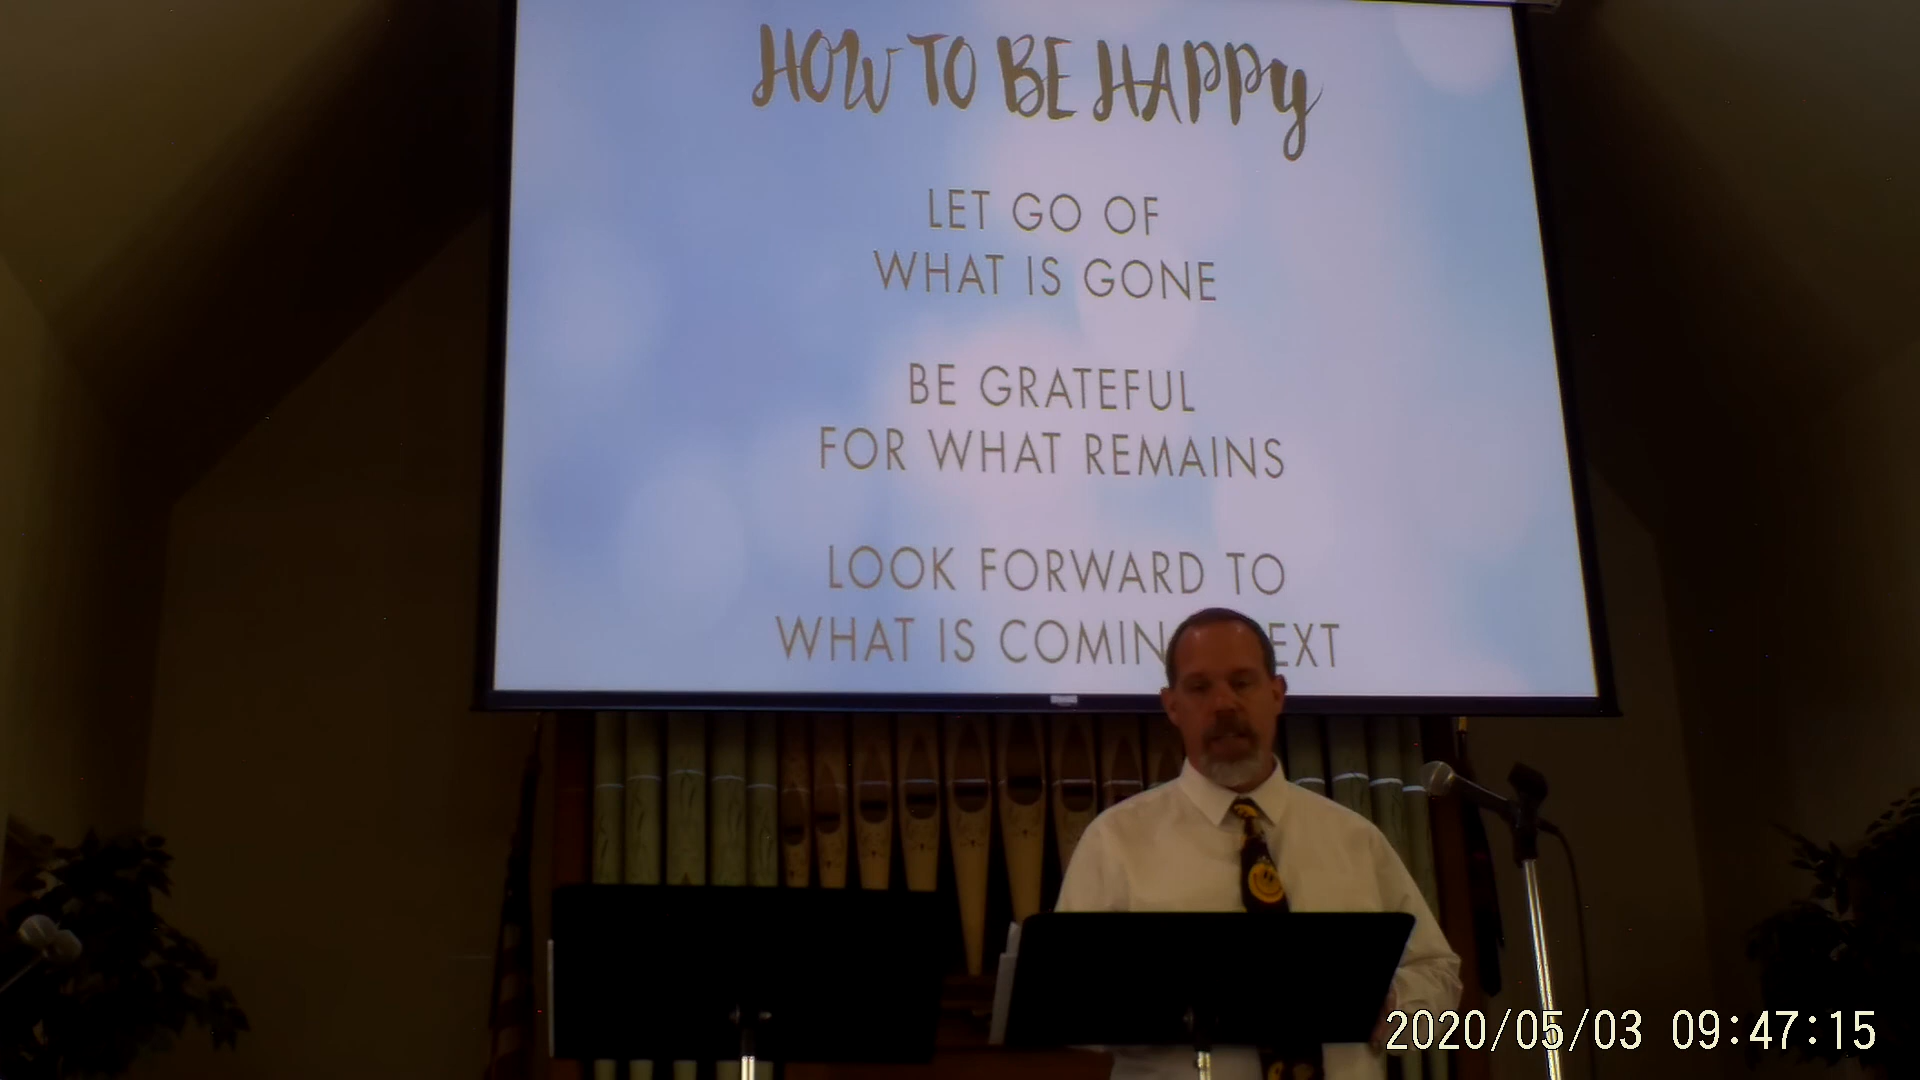 HOW TO BE HAPPY
LET GO OF
WHAT IS GONE
BE GRATEFUL
FOR WHAT REMAINS
LOOK FORWARD TO
WHAT IS
2020/05/03 09:47:15